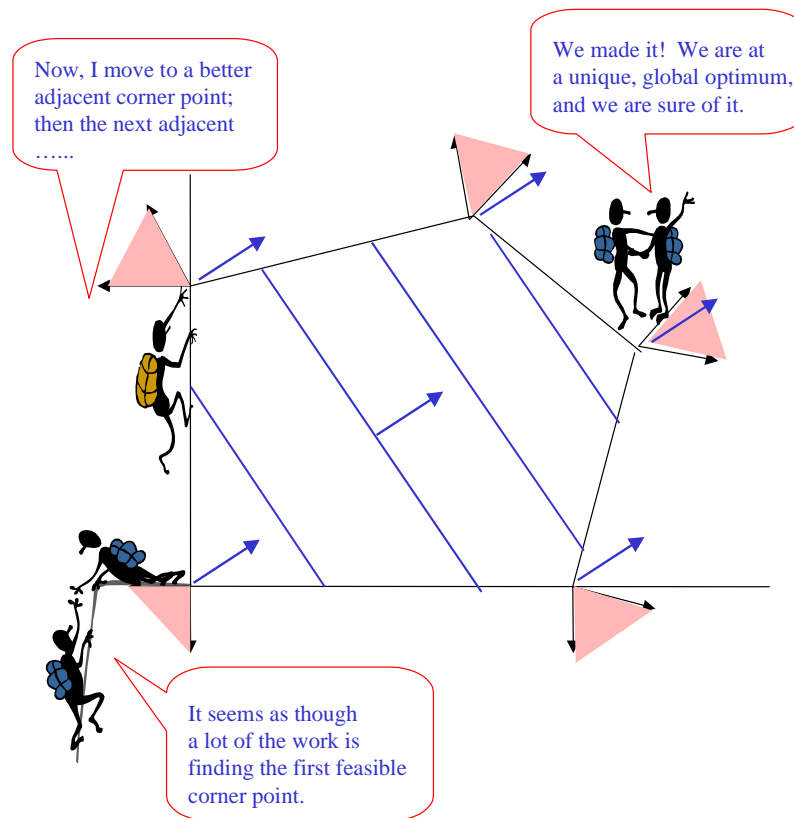 Now, I move to a better
adjacent corner point;
then the next adjacent
…...
We made it!  We are at
a unique, global optimum,
and we are sure of it.
It seems as though
a lot of the work is
finding the first feasible
corner point.